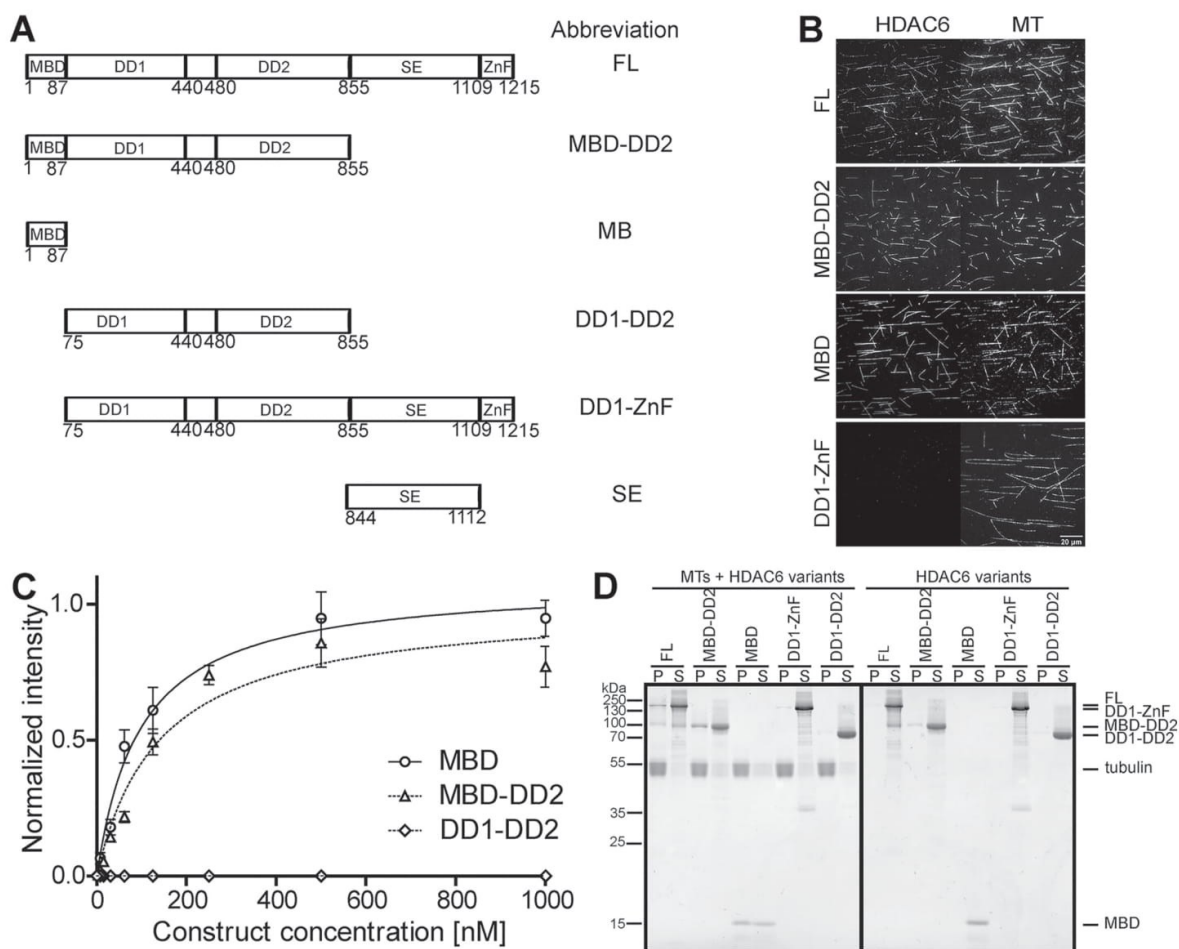 A
Abbreviation
MBD DD1 DD2 SE ZnF
1 87 440 480 855 1109 1215
FL
MBD DD1 DD2
1 87 440 480 855
MBD-DD2
MBD
1 87
MB
DD1 DD2
75 440 480 855
DD1-DD2
DD1 DD2 SE ZnF
75 440 480 855 1109 1215
DD1-ZnF
SE
844 1112
SE
B
HDAC6 MT
FL
MBD-DD2
MBD
DD1-ZnF
20 µm
C
Normalized intensity
1.0
0.5
0.0
0 200 400 600 800 1000
Construct concentration [nM]
MBD
MBD-DD2
DD1-DD2
D
MTs + HDAC6 variants HDAC6 variants
FL MBD-DD2 MBD DD1-ZnF DD1-DD2 FL MBD-DD2 MBD DD1-ZnF DD1-DD2
P S P S P S P S P S P S P S P S P S P S
kDa
250
130
100
70
55
35
25
15
FL
DD1-ZnF
MBD-DD2
DD1-DD2
tubulin
MBD